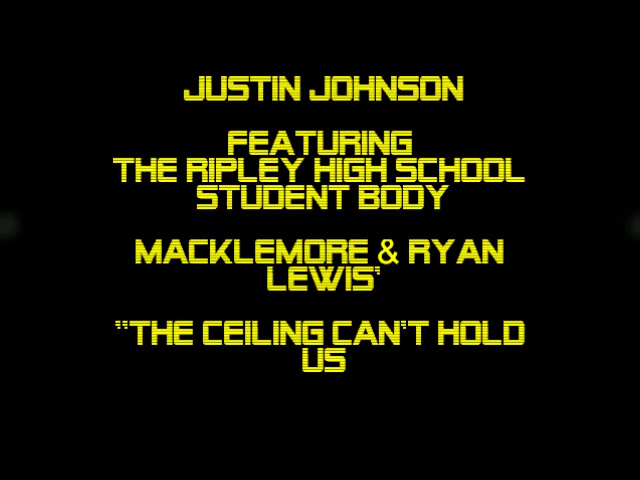 JUSTIN JOHNSON
FEATURING
THE RIPLEY HIGH SCHOOL
STUDENT BODY
MACKLEMORE & RYAN
LEWIS'
"THE CEILING CAN'T HOLD
US